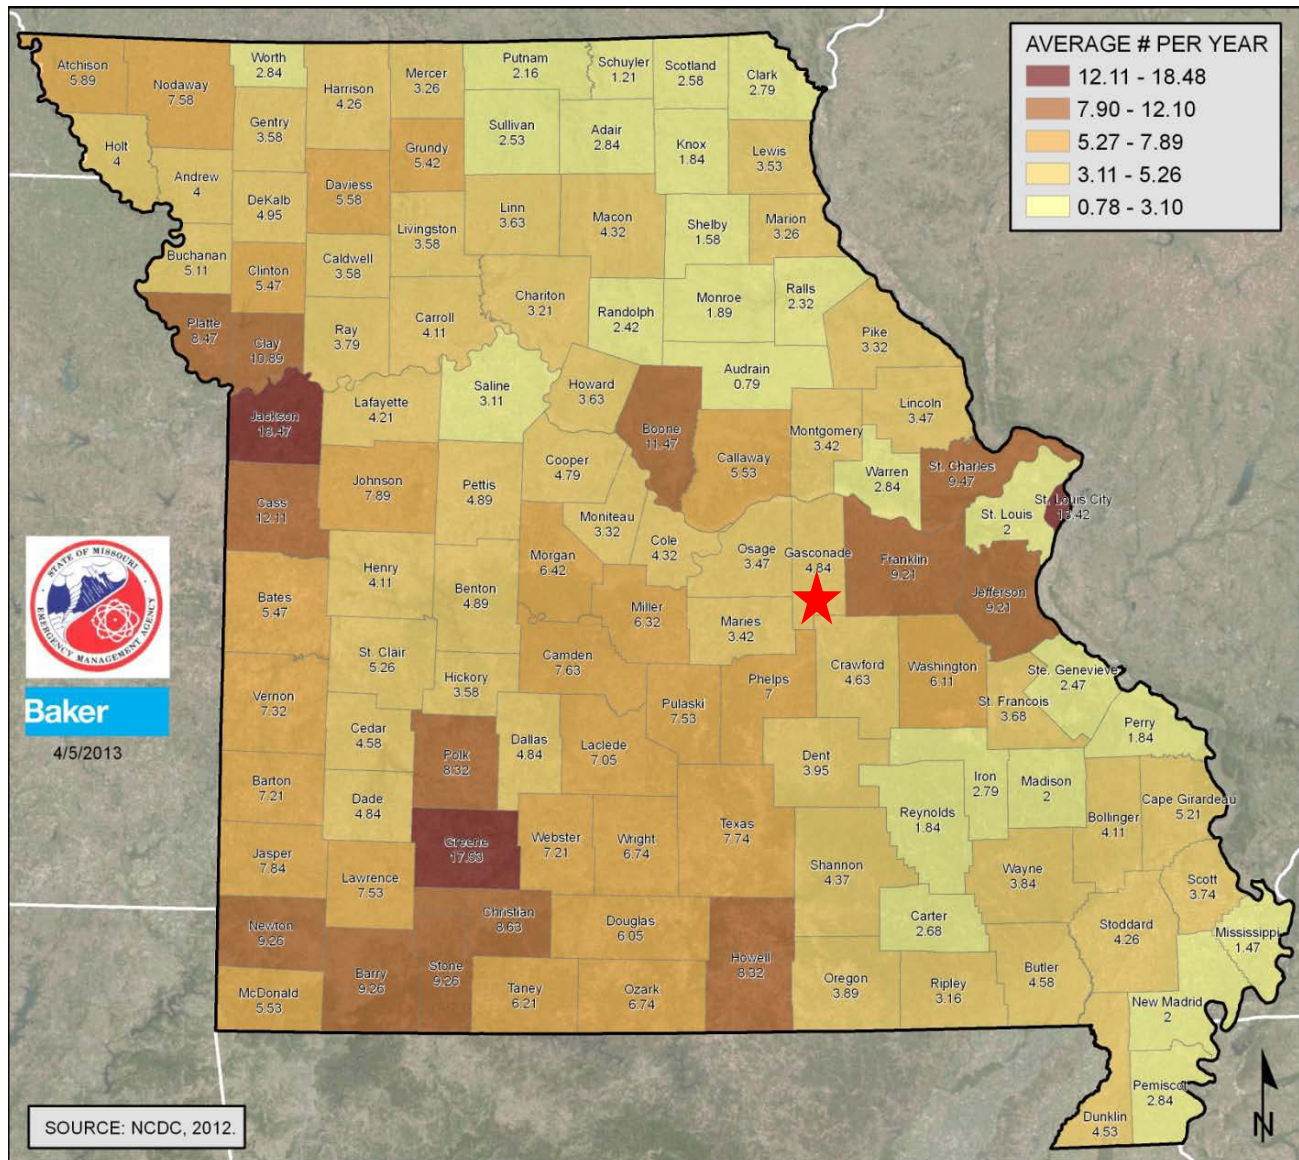 AVERAGE # PER YEAR
12.11 - 18.48
7.90 - 12.10
5.27 - 7.89
3.11 - 5.26
0.78 - 3.10
Atchison
5.89
Nodaway
7.58
Worth
2.84
Harrison
4.26
Mercer
3.26
Putnam
2.16
Schuyler
1.21
Scotland
2.58
Clark
2.79
Holt
4
Andrew
4
Gentry
3.58
DeKalb
4.95
Daviess
5.58
Grundy
5.42
Sullivan
2.53
Adair
2.84
Knox
1.84
Lewis
3.53
Buchanan
5.11
Clinton
5.47
Caldwell
3.58
Livingston
3.58
Linn
3.63
Macon
4.32
Shelby
1.58
Marion
3.26
Platte
8.47
Clay
10.89
Ray
3.79
Carroll
4.11
Chariton
3.21
Randolph
2.42
Monroe
1.89
Ralls
2.32
Pike
3.32
Audrain
0.79
Jackson
18.47
Lafayette
4.21
Saline
3.11
Howard
3.63
Boone
11.47
Callaway
5.53
Montgomery
3.42
Lincoln
3.47
Warren
2.84
St. Charles
9.47
St. Louis City
13.42
St. Louis
2
Cass
12.11
Johnson
7.89
Pettis
4.89
Cooper
4.79
Moniteau
3.32
Cole
4.32
Osage
3.47
Gasconade
4.84
Franklin
9.21
Jefferson
9.21
Bates
5.47
Henry
4.11
Benton
4.89
Morgan
6.42
Miller
6.32
Maries
3.42
Vernon
7.32
St. Clair
5.26
Hickory
3.58
Camden
7.63
Pulaski
7.53
Phelps
7
Crawford
4.63
Washington
6.11
St. Francois
3.68
Ste. Genevieve
2.47
Perry
1.84
Cedar
4.58
Polk
8.32
Dallas
4.84
Laclede
7.05
Dent
3.95
Iron
2.79
Madison
2
Bollinger
4.11
Cape Girardeau
5.21
Barton
7.21
Dade
4.84
Greene
17.53
Webster
7.21
Wright
6.74
Texas
7.74
Reynolds
1.84
Jasper
7.84
Lawrence
7.53
Shannon
4.37
Wayne
3.84
Scott
3.74
Newton
9.26
Christian
8.63
Douglas
6.05
Howell
8.32
Carter
2.68
Stoddard
4.26
Mississippi
1.47
McDonald
5.53
Barry
9.26
Stone
9.26
Taney
6.21
Ozark
6.74
Oregon
3.89
Ripley
3.16
Butler
4.58
New Madrid
2
Dunklin
4.53
Pemiscot
2.84
STATE OF MISSOURI
EMERGENCY MANAGEMENT AGENCY
Baker
4/5/2013
SOURCE: NCDC, 2012.
N